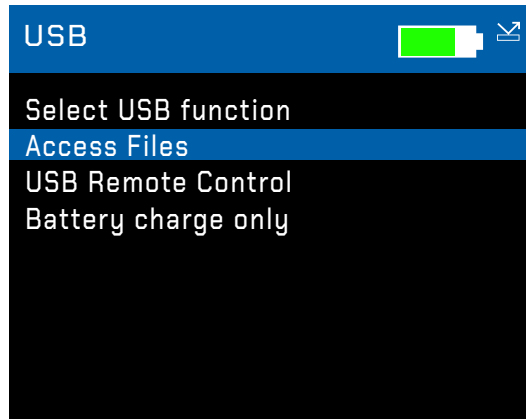 USB
Select USB function
Access Files
USB Remote Control
Battery charge only